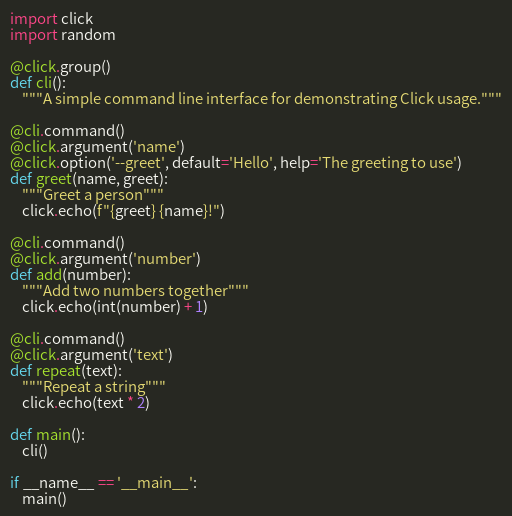 import click
import random

@click.group()
def cli():
    """A simple command line interface for demonstrating Click usage."""

@cli.command()
@click.argument('name')
@click.option('--greet', default='Hello', help='The greeting to use')
def greet(name, greet):
    """Greet a person"""
    click.echo(f"{greet} {name}!")

@cli.command()
@click.argument('number')
def add(number):
    """Add two numbers together"""
    click.echo(int(number) + 1)

@cli.command()
@click.argument('text')
def repeat(text):
    """Repeat a string"""
    click.echo(text * 2)

def main():
    cli()

if __name__ == '__main__':
    main()